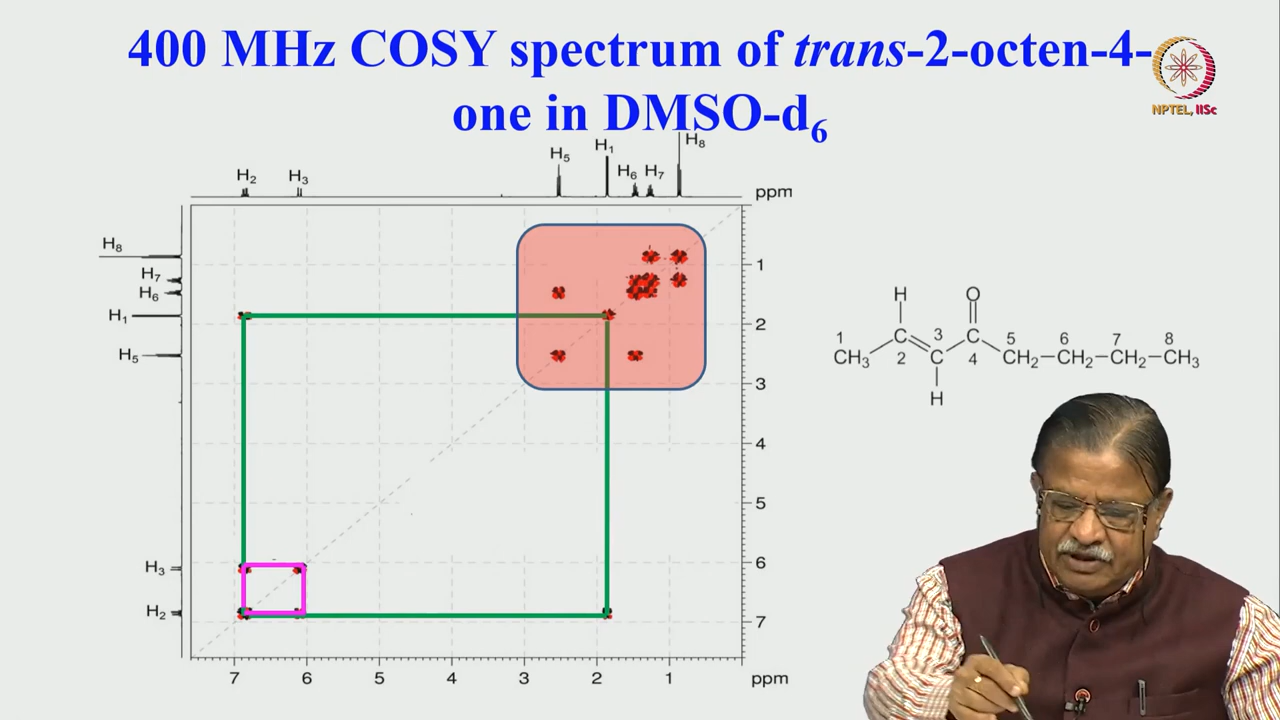 400 MHz COSY spectrum of trans-2-octen-4-
one in DMSO-d6
NPTEL, IISc
H2 H3 H5 H1 H6 H7 H8
ppm
H8
H7
H6
H1
H5
H3
H2
1
2
3
4
5
6
7
7 6 5 4 3 2 1 ppm
H O
1 3 5 6 7 8
CH3 2 4 CH2 CH2 CH2 CH3
H